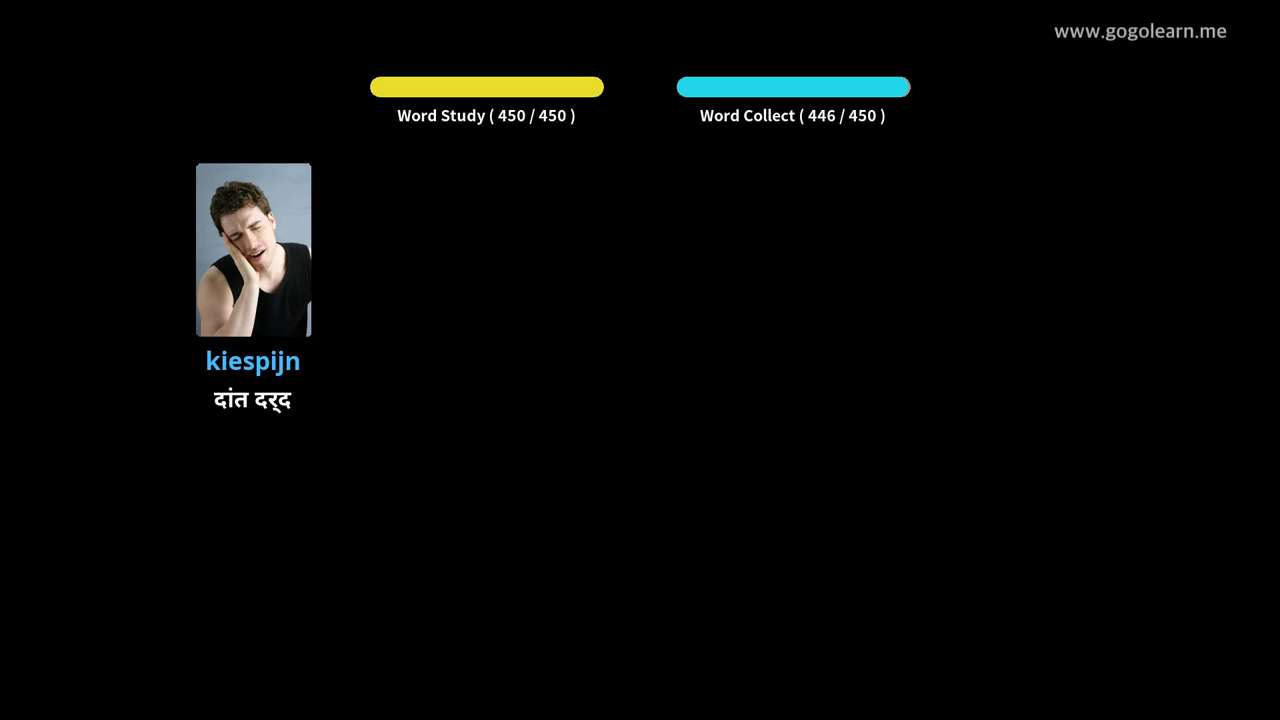 www.gogolearn.me
Word Study ( 450 / 450 )
Word Collect ( 446 / 450 )
kiespijn
दांत दर्द